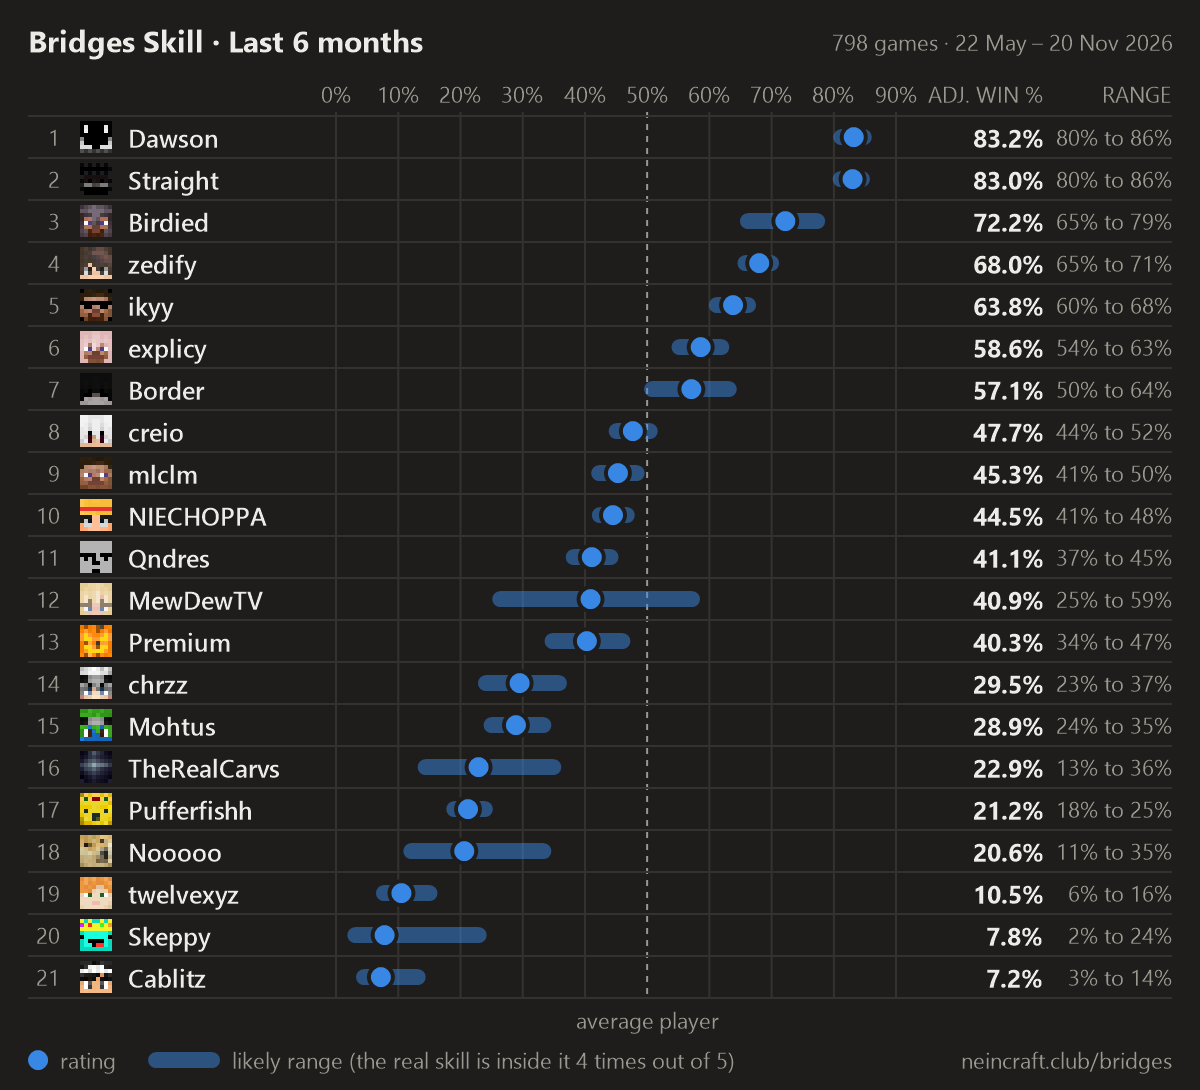 Bridges Skill · Last 6 months
798 games · 22 May – 20 Nov 2026
0% 10% 20% 30% 40% 50% 60% 70% 80% 90% ADJ. WIN % RANGE
1 Dawson 83.2% 80% to 86%
2 Straight 83.0% 80% to 86%
3 Birdied 72.2% 65% to 79%
4 zedify 68.0% 65% to 71%
5 ikyy 63.8% 60% to 68%
6 explicy 58.6% 54% to 63%
7 Border 57.1% 50% to 64%
8 creio 47.7% 44% to 52%
9 mlclm 45.3% 41% to 50%
10 NIECHOPPA 44.5% 41% to 48%
11 Qndres 41.1% 37% to 45%
12 MewDewTV 40.9% 25% to 59%
13 Premium 40.3% 34% to 47%
14 chrzz 29.5% 23% to 37%
15 Mohtus 28.9% 24% to 35%
16 TheRealCarvs 22.9% 13% to 36%
17 Pufferfishh 21.2% 18% to 25%
18 Nooooo 20.6% 11% to 35%
19 twelvexyz 10.5% 6% to 16%
20 Skeppy 7.8% 2% to 24%
21 Cablitz 7.2% 3% to 14%
average player
rating likely range (the real skill is inside it 4 times out of 5) neincraft.club/bridges